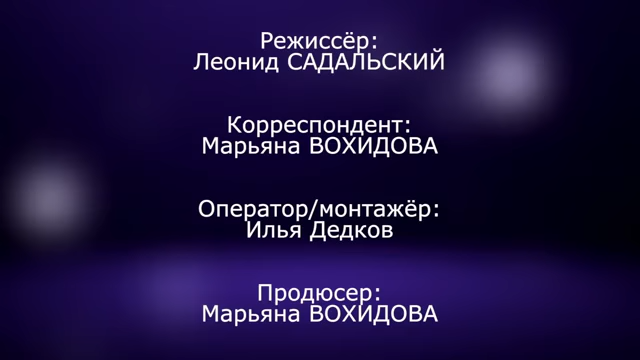 Режиссёр:
Леонид САДАЛЬСКИЙ
Корреспондент:
Марьяна ВОХИДОВА
Оператор/монтажёр:
Илья Дедков
Продюсер:
Марьяна ВОХИДОВА